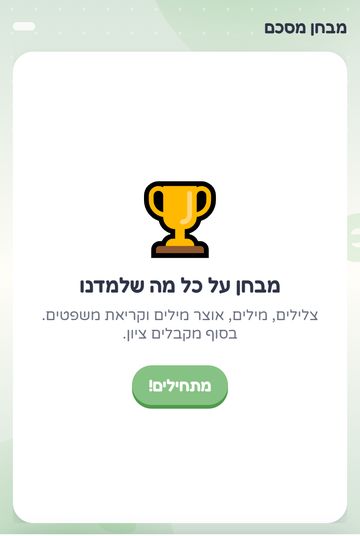 מבחן מסכם
מבחן על כל מה שלמדנו
צלילים, מילים, אוצר מילים וקריאת משפטים.
בסוף מקבלים ציון.
מתחילים!